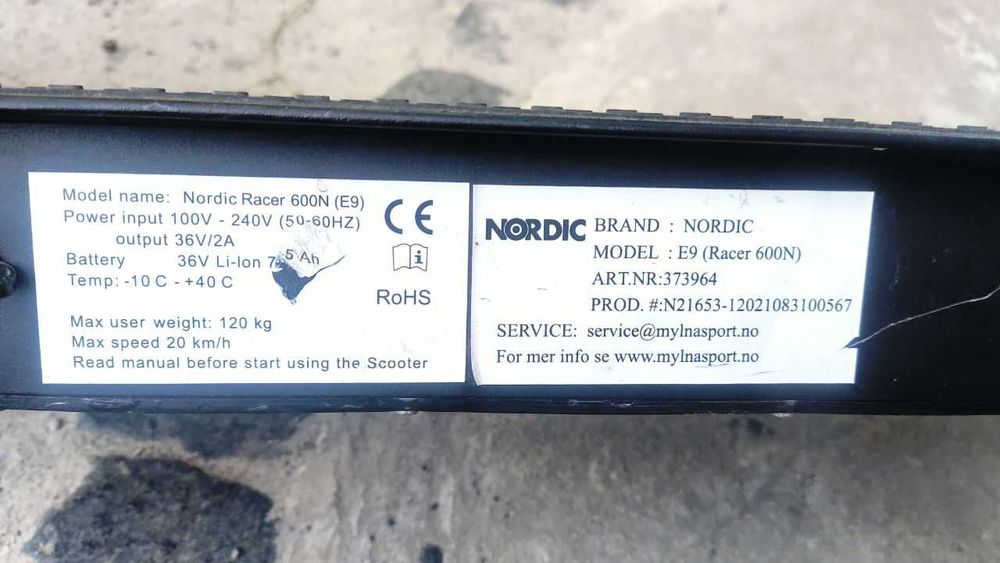 Model name: Nordic Racer 600N (E9)
Power input 100V - 240V (50-60HZ)
output 36V/2A
Battery 36V Li-Ion 5 Ah
Temp: -10 C - +40 C
Max user weight: 120 kg
Max speed 20 km/h
Read manual before start using the Scooter
CE
i
RoHS
NORDIC
BRAND : NORDIC
MODEL : E9 (Racer 600N)
ART.NR:373964
PROD. #:N21653-12021083100567
SERVICE: service@mylnasport.no
For mer info se www.mylnasport.no